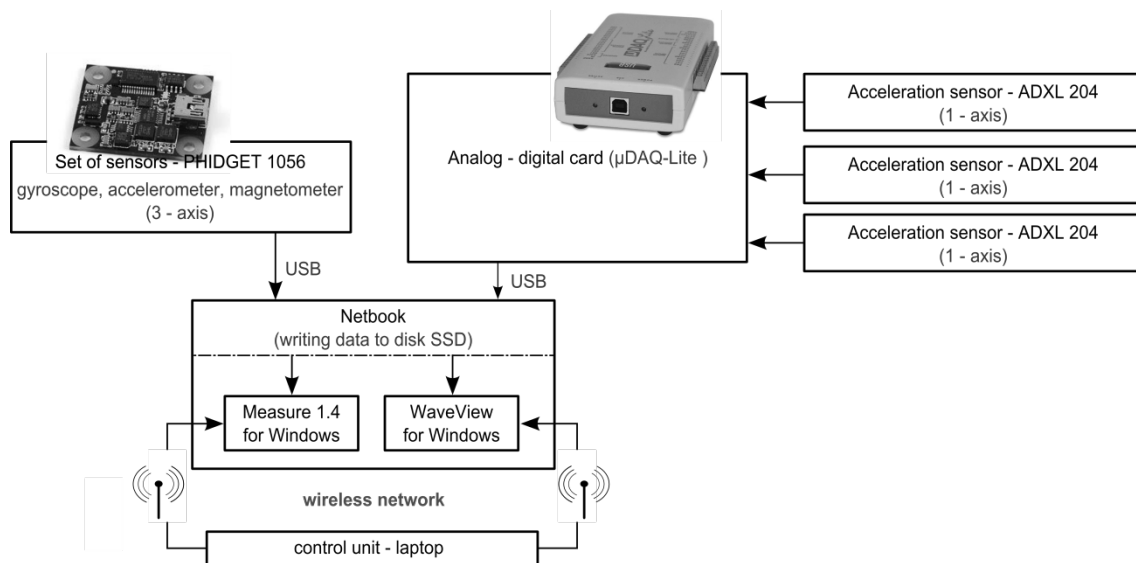 Set of sensors - PHIDGET 1056
gyroscope, accelerometer, magnetometer
(3 - axis)
Analog - digital card (µDAQ-Lite )
Acceleration sensor - ADXL 204
(1 - axis)
Acceleration sensor - ADXL 204
(1 - axis)
Acceleration sensor - ADXL 204
(1 - axis)
USB
USB
Netbook
(writing data to disk SSD)
Measure 1.4
for Windows
WaveView
for Windows
wireless network
control unit - laptop